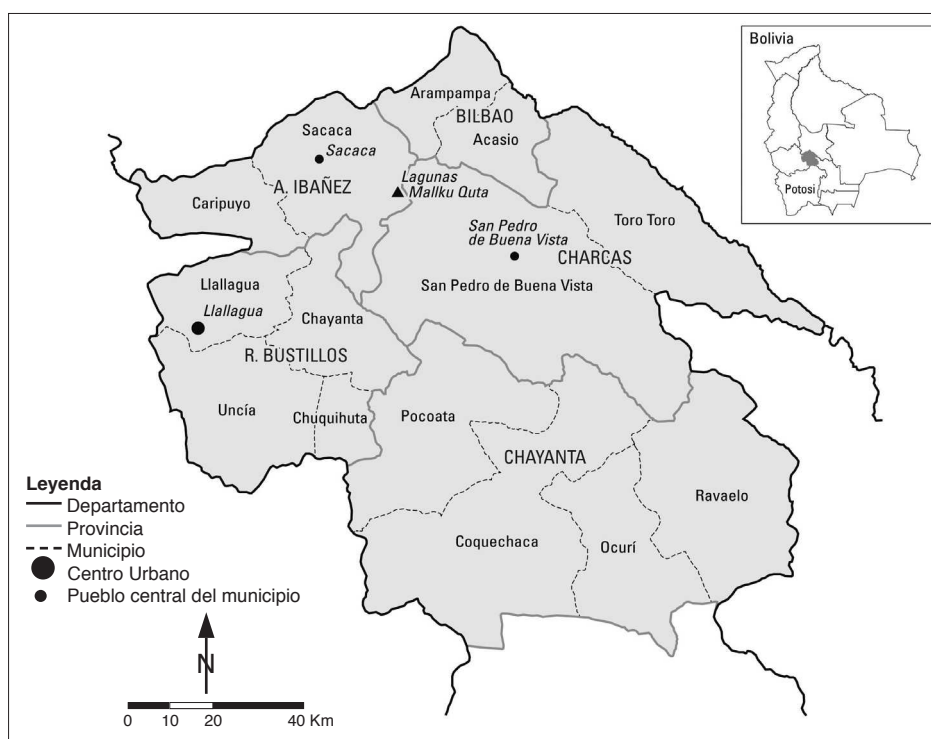 Bolivia
Potosi
Arampampa
BILBAO
Acasio
Sacaca
Sacaca
A. IBAÑEZ
Lagunas
Mallku Quta
Caripuyo
Toro Toro
San Pedro
de Buena Vista
CHARCAS
San Pedro de Buena Vista
Llallagua
Llallagua
Chayanta
R. BUSTILLOS
Uncía
Chuquihuta
Pocoata
CHAYANTA
Ravaelo
Coquechaca
Ocurí
Leyenda
Departamento
Provincia
Municipio
Centro Urbano
Pueblo central del municipio
N
0 10 20 40 Km